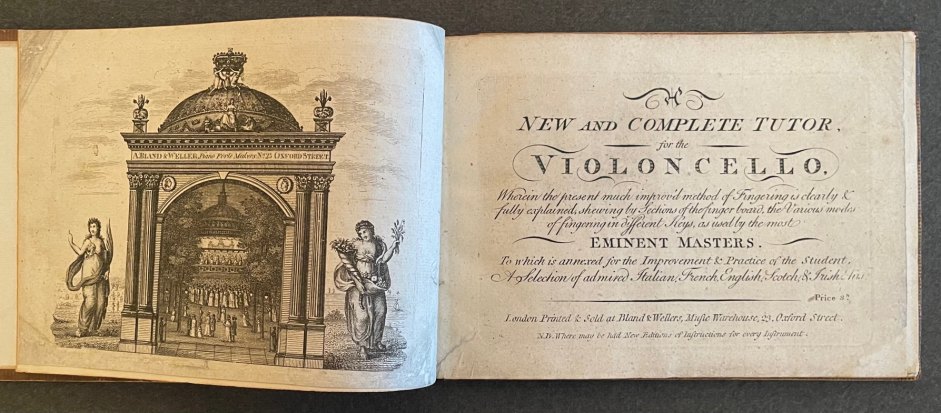 A. BLAND & WELLER, Piano Forte Makers No. 23 OXFORD STREET
A
NEW AND COMPLETE TUTOR,
for the
VIOLONCELLO,
Wherein the present much improv'd method of Fingering is clearly &
fully explained, shewing by Sections of the finger board, the Various modes
of fingering in different Keys, as used by the most
EMINENT MASTERS.
To which is annexed for the Improvement & Practice of the Student,
A Selection of admired Italian, French, English, Scotch, & Irish Airs
Price 3s.
London Printed & Sold at Bland & Wellers, Music Warehouse, 23, Oxford Street.
N.B. Where may be had New Editions of Instructions for every Instrument.